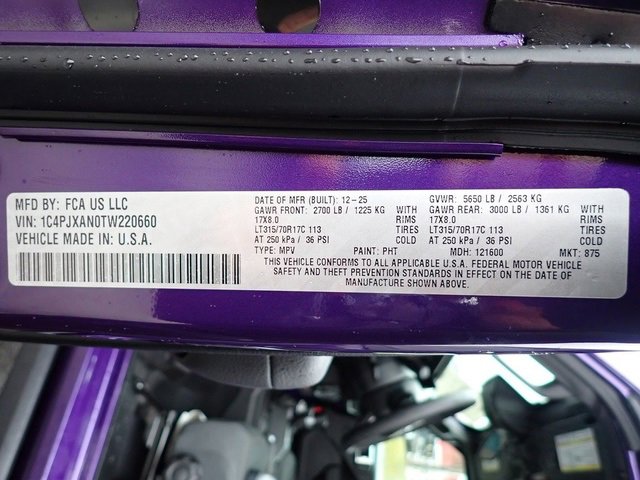 MFD BY: FCA US LLC
VIN: 1C4PJXAN0TW220660
VEHICLE MADE IN: U.S.A.
DATE OF MFR (BUILT): 12-25 GVWR: 5650 LB / 2563 KG
GAWR FRONT: 2700 LB / 1225 KG WITH GAWR REAR: 3000 LB / 1361 KG WITH
17X8.0 RIMS 17X8.0 RIMS
LT315/70R17C 113 TIRES LT315/70R17C 113 TIRES
AT 250 kPa / 36 PSI COLD AT 250 kPa / 36 PSI COLD
TYPE: MPV PAINT: PHT MDH: 121600 MKT: 875
THIS VEHICLE CONFORMS TO ALL APPLICABLE U.S.A. FEDERAL MOTOR VEHICLE
SAFETY AND THEFT PREVENTION STANDARDS IN EFFECT ON THE DATE OF
MANUFACTURE SHOWN ABOVE.